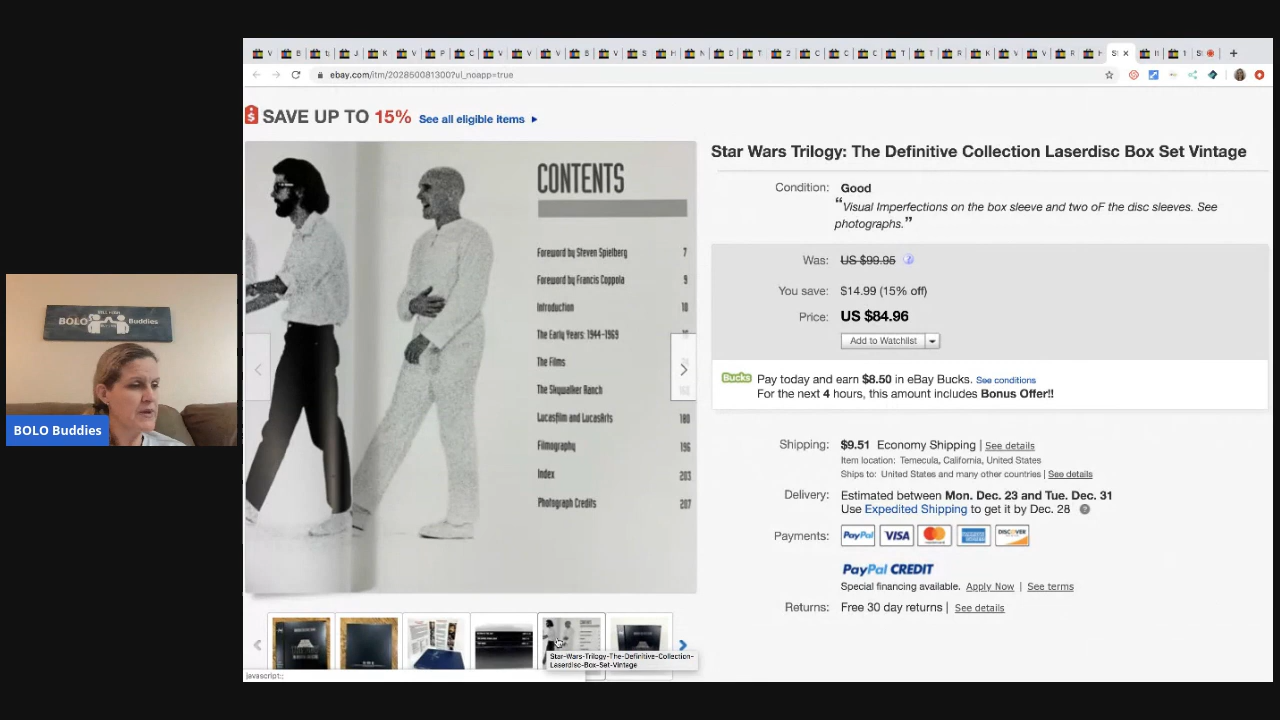 ebay.com/itm/202850081300?ul_noapp=true
SAVE UP TO 15% See all eligible items
CONTENTS
Foreword by Steven Spielberg 7
Foreword by Francis Coppola 9
Introduction 10
The Early Years: 1944-1969
The Films
The Skywalker Ranch
Lucasfilm and LucasArts 180
Filmography 196
Index 203
Photograph Credits 207
Star Wars Trilogy: The Definitive Collection Laserdisc Box Set Vintage
Condition: Good
"Visual Imperfections on the box sleeve and two oF the disc sleeves. See
photographs."
Was: US $99.95
You save: $14.99 (15% off)
Price: US $84.96
Add to Watchlist
Bucks Pay today and earn $8.50 in eBay Bucks. See conditions
For the next 4 hours, this amount includes Bonus Offer!!
Shipping: $9.51 Economy Shipping | See details
Item location: Temecula, California, United States
Ships to: United States and many other countries | See details
Delivery: Estimated between Mon. Dec. 23 and Tue. Dec. 31
Use Expedited Shipping to get it by Dec. 28
Payments: PayPal VISA MasterCard DISCOVER
PayPal CREDIT
Special financing available. Apply Now | See terms
Returns: Free 30 day returns | See details
Star-Wars-Trilogy-The-Definitive-Collection-
Laserdisc-Box-Set-Vintage
javascript:;
BOLO Buddies
BOLO Buddies